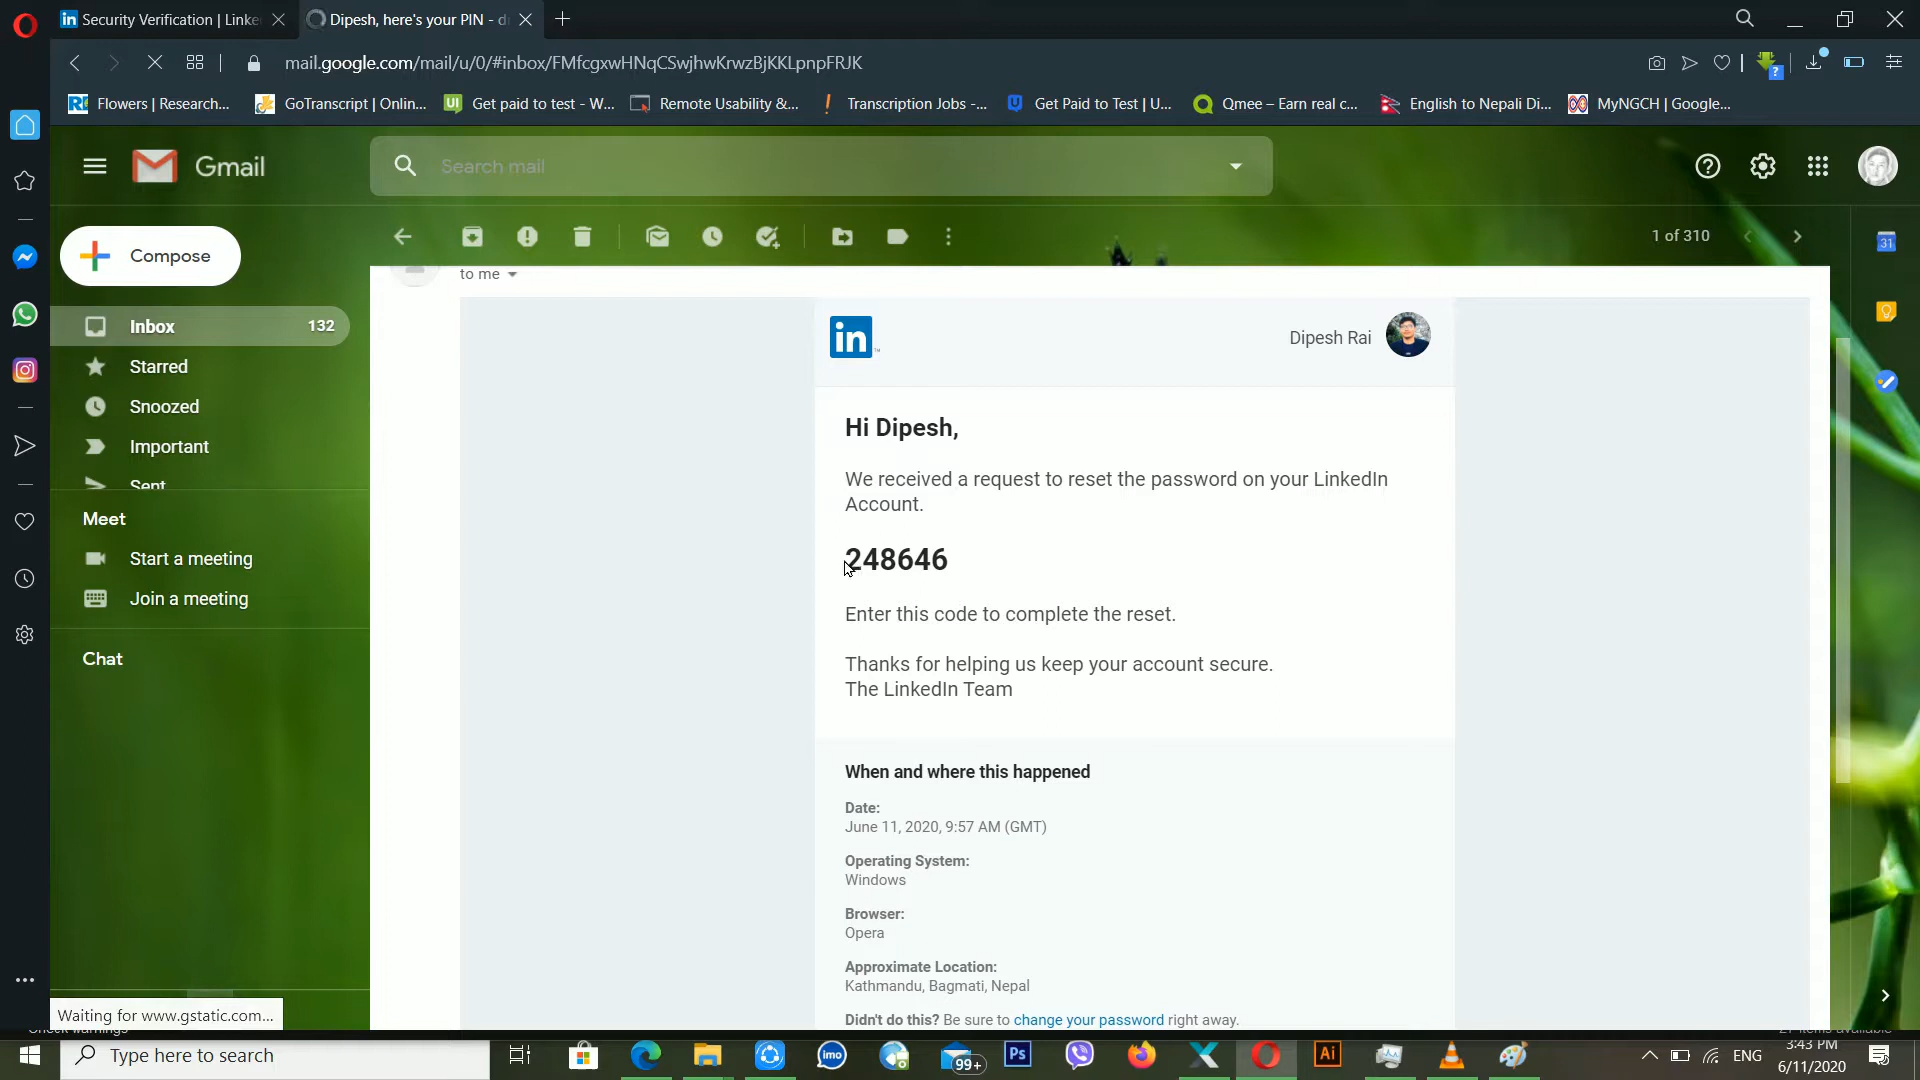 Security Verification | Linke
Dipesh, here's your PIN - d
mail.google.com/mail/u/0/#inbox/FMfcgxwHNqCSwjhwKrwzBjKKLpnpFRJK
Flowers | Research...
GoTranscript | Onlin...
Get paid to test - W...
Remote Usability &...
Transcription Jobs -...
Get Paid to Test | U...
Qmee – Earn real c...
English to Nepali Di...
MyNGCH | Google...
Gmail
Search mail
1 of 310
Compose
to me
Inbox 132
Starred
Snoozed
Important
Sent
Meet
Start a meeting
Join a meeting
Chat
in
Dipesh Rai
Hi Dipesh,
We received a request to reset the password on your LinkedIn
Account.
248646
Enter this code to complete the reset.
Thanks for helping us keep your account secure.
The LinkedIn Team
When and where this happened
Date:
June 11, 2020, 9:57 AM (GMT)
Operating System:
Windows
Browser:
Opera
Approximate Location:
Kathmandu, Bagmati, Nepal
Didn't do this? Be sure to change your password right away.
Waiting for www.gstatic.com...
Type here to search
imo
99+
Ps
Ai
ENG
3:43 PM
6/11/2020